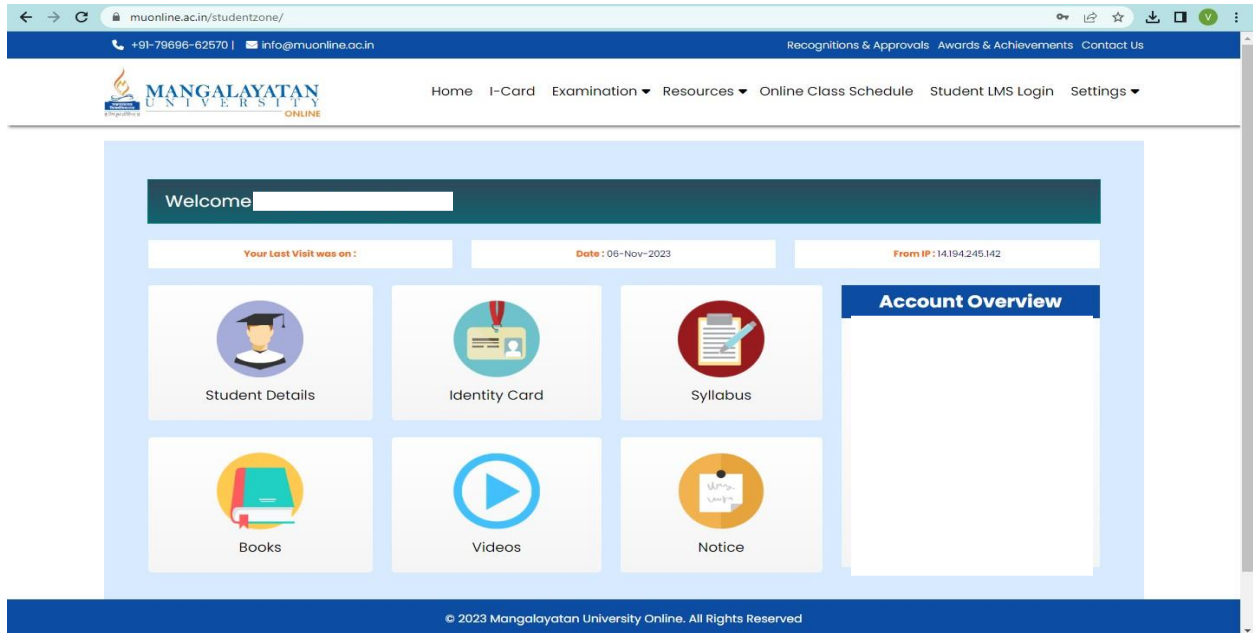 muonline.ac.in/studentzone/
V
+91-79696-62570 | info@muonline.ac.in
Recognitions & Approvals Awards & Achievements Contact Us
MANGALAYATAN
UNIVERSITY
ONLINE
Home I-Card Examination Resources Online Class Schedule Student LMS Login Settings
Welcome
Your Last Visit was on :
Date : 06-Nov-2023
From IP : 14.194.245.142
Account Overview
Student Details
Identity Card
Syllabus
Books
Videos
Notice
© 2023 Mangalayatan University Online. All Rights Reserved